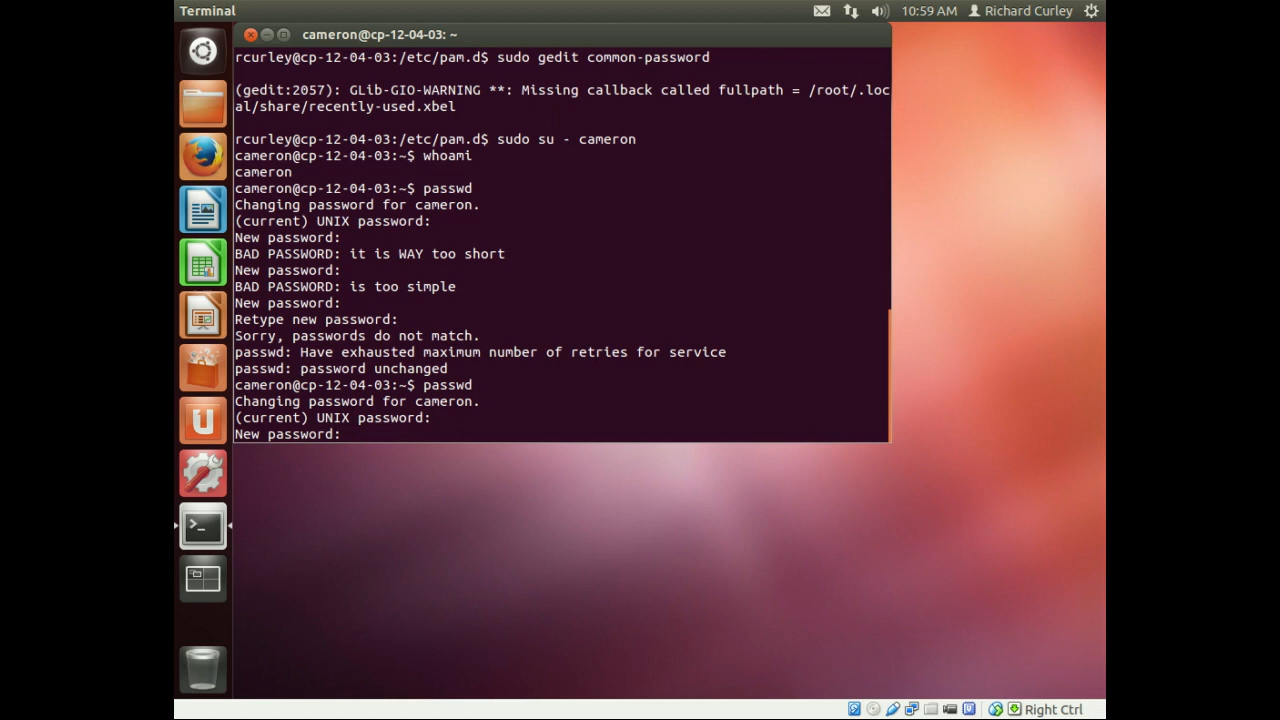 Terminal
10:59 AM
Richard Curley
cameron@cp-12-04-03: ~
rcurley@cp-12-04-03:/etc/pam.d$ sudo gedit common-password
(gedit:2057): GLib-GIO-WARNING **: Missing callback called fullpath = /root/.loc
al/share/recently-used.xbel
rcurley@cp-12-04-03:/etc/pam.d$ sudo su - cameron
cameron@cp-12-04-03:~$ whoami
cameron
cameron@cp-12-04-03:~$ passwd
Changing password for cameron.
(current) UNIX password:
New password:
BAD PASSWORD: it is WAY too short
New password:
BAD PASSWORD: is too simple
New password:
Retype new password:
Sorry, passwords do not match.
passwd: Have exhausted maximum number of retries for service
passwd: password unchanged
cameron@cp-12-04-03:~$ passwd
Changing password for cameron.
(current) UNIX password:
New password:
Right Ctrl